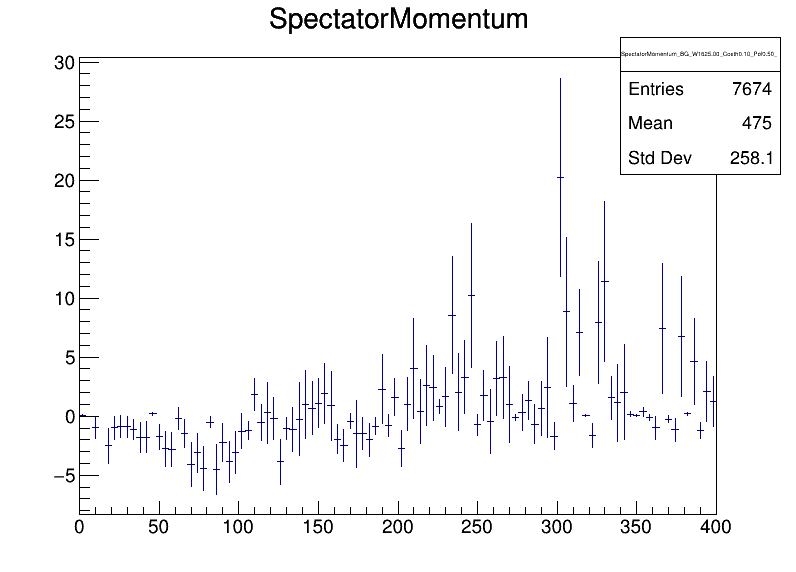 SpectatorMomentum
SpectatorMomentum_BG_W1625.00_Costh0.10_Pol0.50_
Entries 7674
Mean 475
Std Dev 258.1
30
25
20
15
10
5
0
−5
0 50 100 150 200 250 300 350 400